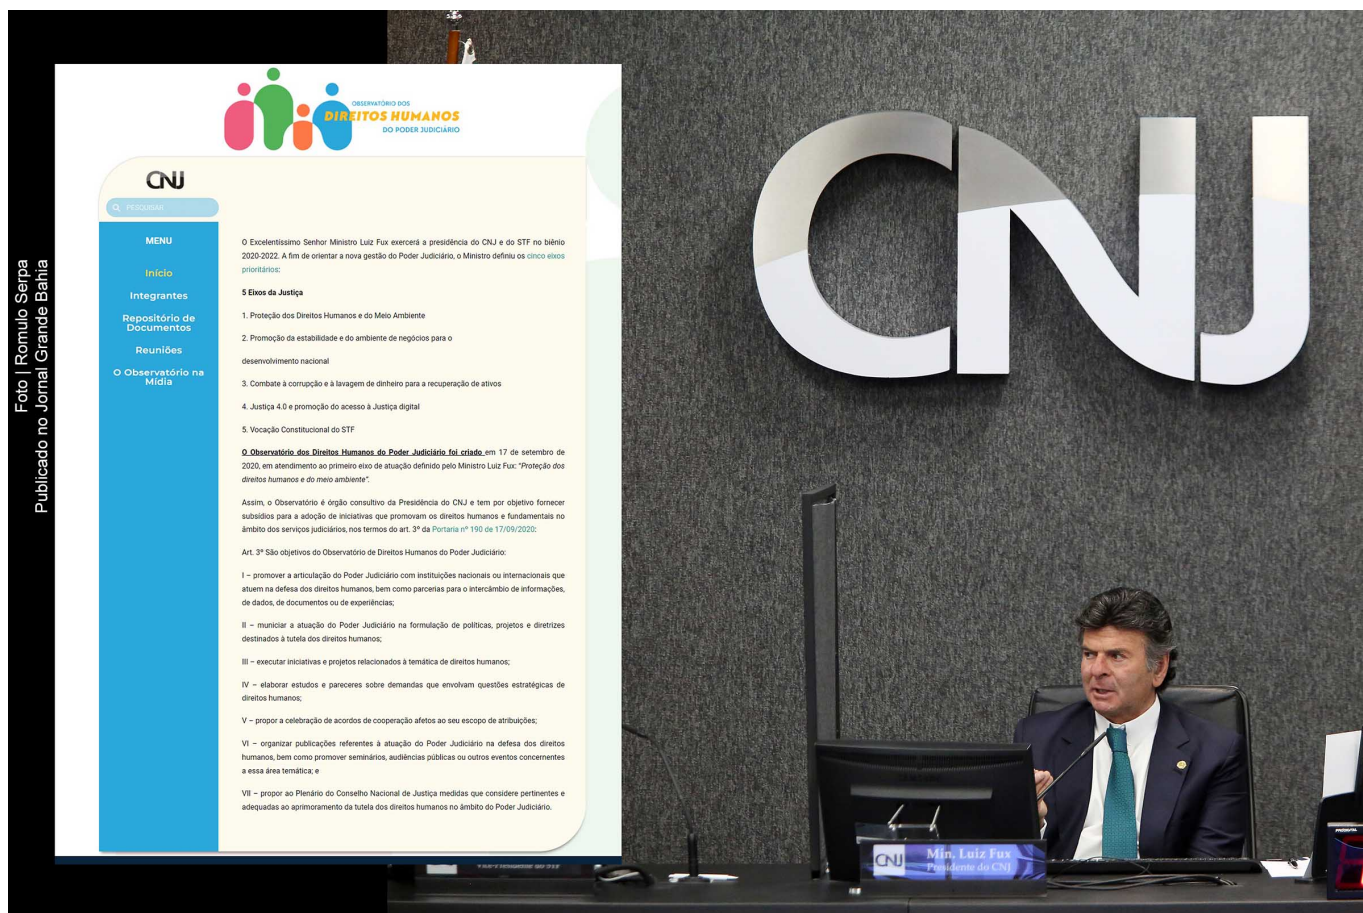 Foto | Romulo Serpa
Publicado no Jornal Grande Bahia
OBSERVATÓRIO DOS
DIREITOS HUMANOS
DO PODER JUDICIÁRIO
CNJ
PESQUISAR
MENU
Início
Integrantes
Repositório de
Documentos
Reuniões
O Observatório na
Mídia
O Excelentíssimo Senhor Ministro Luiz Fux exercerá a presidência do CNJ e do STF no biênio
2020-2022. A fim de orientar a nova gestão do Poder Judiciário, o Ministro definiu os cinco eixos
prioritários:
5 Eixos da Justiça
1. Proteção dos Direitos Humanos e do Meio Ambiente
2. Promoção da estabilidade e do ambiente de negócios para o
desenvolvimento nacional
3. Combate à corrupção e à lavagem de dinheiro para a recuperação de ativos
4. Justiça 4.0 e promoção do acesso à Justiça digital
5. Vocação Constitucional do STF
O Observatório dos Direitos Humanos do Poder Judiciário foi criado em 17 de setembro de
2020, em atendimento ao primeiro eixo de atuação definido pelo Ministro Luiz Fux: "Proteção dos
direitos humanos e do meio ambiente".
Assim, o Observatório é órgão consultivo da Presidência do CNJ e tem por objetivo fornecer
subsídios para a adoção de iniciativas que promovam os direitos humanos e fundamentais no
âmbito dos serviços judiciários, nos termos do art. 3º da Portaria nº 190 de 17/09/2020:
Art. 3º São objetivos do Observatório de Direitos Humanos do Poder Judiciário:
I – promover a articulação do Poder Judiciário com instituições nacionais ou internacionais que
atuem na defesa dos direitos humanos, bem como parcerias para o intercâmbio de informações,
de dados, de documentos ou de experiências;
II – municiar a atuação do Poder Judiciário na formulação de políticas, projetos e diretrizes
destinados à tutela dos direitos humanos;
III – executar iniciativas e projetos relacionados à temática de direitos humanos;
IV – elaborar estudos e pareceres sobre demandas que envolvam questões estratégicas de
direitos humanos;
V – propor a celebração de acordos de cooperação afetos ao seu escopo de atribuições;
VI – organizar publicações referentes à atuação do Poder Judiciário na defesa dos direitos
humanos, bem como promover seminários, audiências públicas ou outros eventos concernentes
a essa área temática; e
VII – propor ao Plenário do Conselho Nacional de Justiça medidas que considere pertinentes e
adequadas ao aprimoramento da tutela dos direitos humanos no âmbito do Poder Judiciário.
CNJ
CNJ
Min. Luiz Fux
Presidente do CNJ
Vice-Presidente do STF